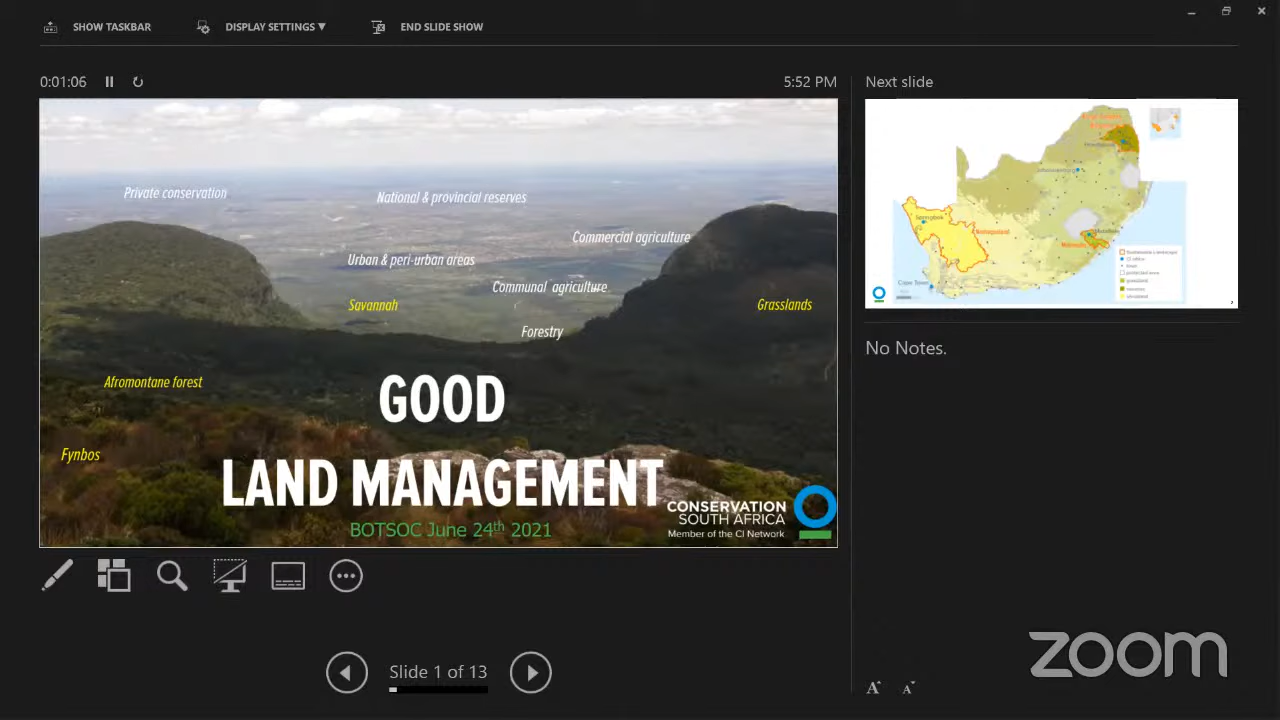 SHOW TASKBAR
DISPLAY SETTINGS ▼
END SLIDE SHOW
0:01:06
5:52 PM
Next slide
Private conservation
National & provincial reserves
Commercial agriculture
Urban & peri-urban areas
Communal agriculture
Savannah
Grasslands
Forestry
Afromontane forest
GOOD
Fynbos
LAND MANAGEMENT
CONSERVATION
SOUTH AFRICA
Member of the CI Network
BOTSOC June 24th 2021
Springbok
Namaqualand
Cape Town
No Notes.
Slide 1 of 13
A A
zoom